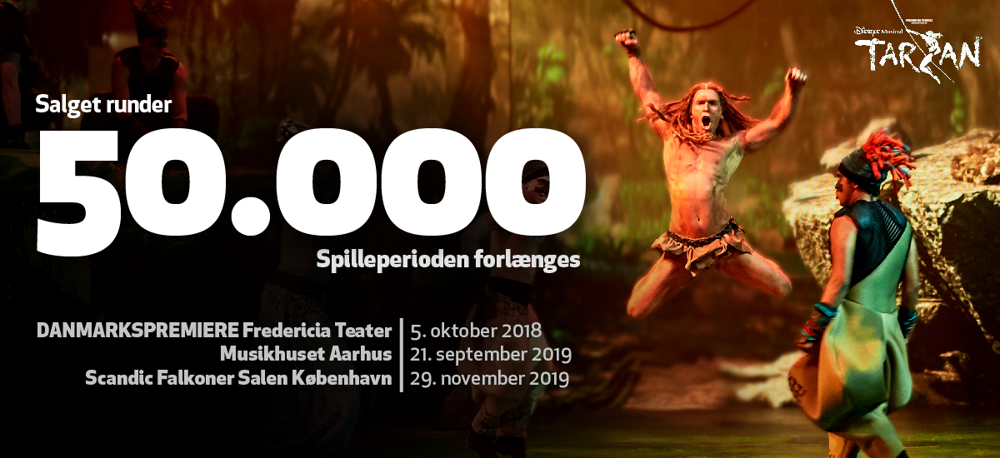 Salget runder
50.000
Spilleperioden forlænges
DANMARKSPREMIERE Fredericia Teater 5. oktober 2018
Musikhuset Aarhus 21. september 2019
Scandic Falkoner Salen København 29. november 2019
Disney Musical
TARZAN